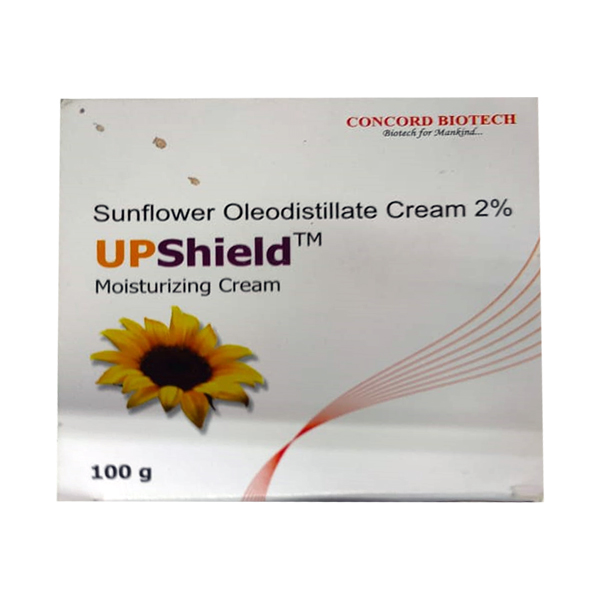 CONCORD BIOTECH
Biotech for Mankind...
Sunflower Oleodistillate Cream 2%
UPShield™
Moisturizing Cream
100 g